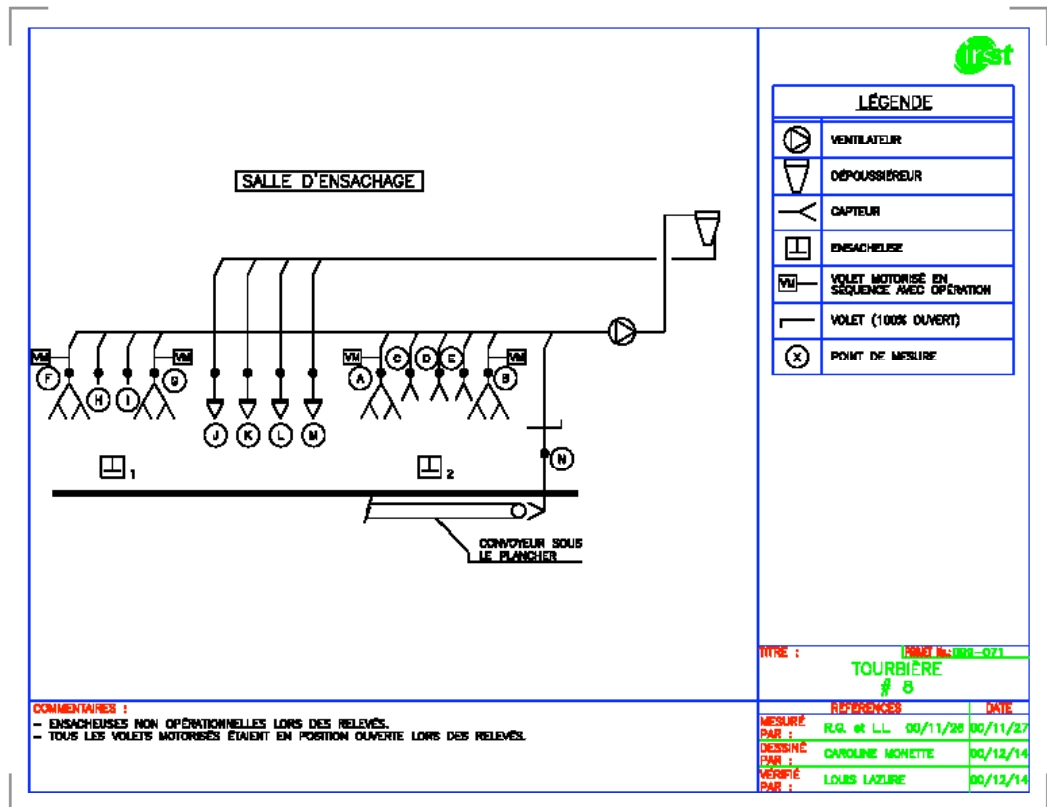 irsst
LÉGENDE
VENTILATEUR
DÉPOUSSIÉREUR
CAPTEUR
ENSACHEUSE
VM
VOLET MOTORISÉ EN
SÉQUENCE AVEC OPÉRATION
VOLET (100% OUVERT)
X
POINT DE MESURE
SALLE D'ENSACHAGE
VM VM VM VM
F G A C D E B
H I
J K L M
N
1 2
CONVOYEUR SOUS
LE PLANCHER
TITRE : PROJET No.: 099-071
TOURBIÈRE
# 8
COMMENTAIRES :
– ENSACHEUSES NON OPÉRATIONNELLES LORS DES RELEVÉS.
– TOUS LES VOLETS MOTORISÉS ÉTAIENT EN POSITION OUVERTE LORS DES RELEVÉS.
RÉFÉRENCES DATE
MESURÉ PAR : R.G. et L.L. 00/11/26 00/11/27
DESSINÉ PAR : CAROLINE MONETTE 00/12/14
VÉRIFIÉ PAR : LOUIS LAZURE 00/12/14